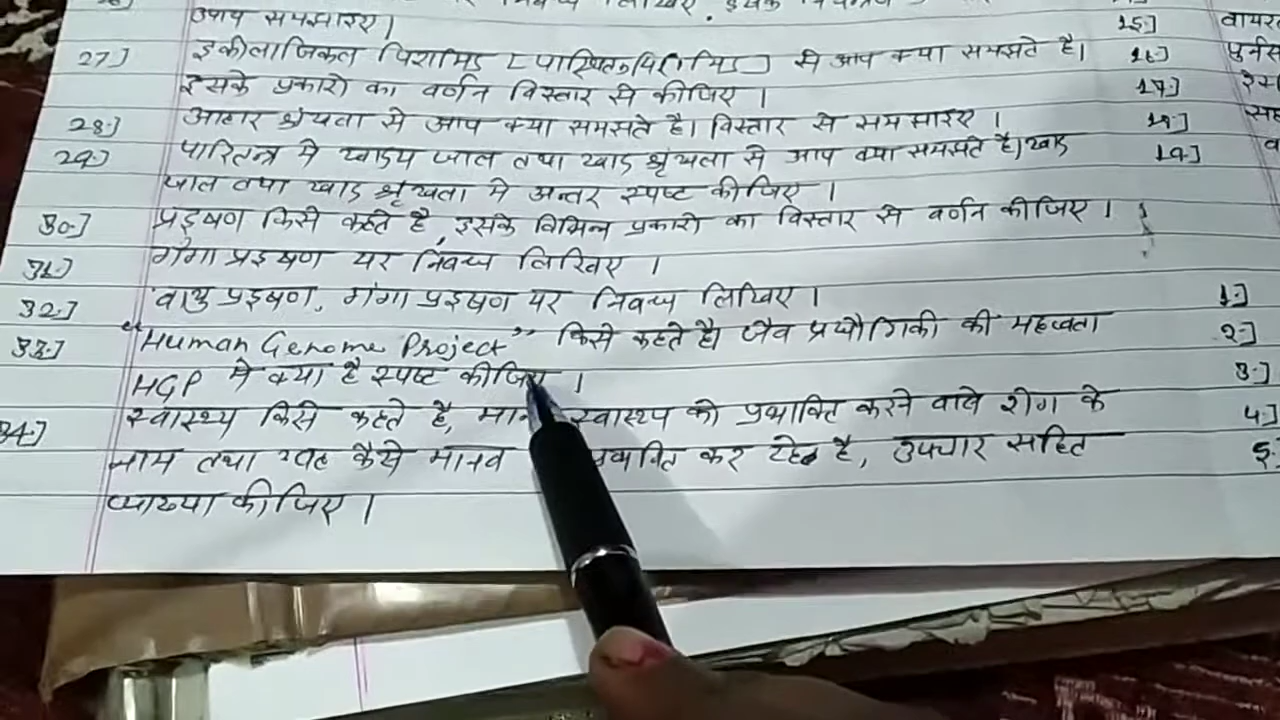 उपाय समझाइए।
27] इकोलाजिकल पिरामिड [पारिस्थितिक पिरामिड] से आप क्या समझते है।
इसके प्रकारो का वर्णन विस्तार से कीजिए।
28.] आहार श्रृंखला से आप क्या समझते है। विस्तार से समझाइए।
29.] पारितन्त्र मे खाद्य जाल तथा खाद्य श्रृंखला से आप क्या समझते है। खाद्य
जाल तथा खाद्य श्रृंखला मे अन्तर स्पष्ट कीजिए।
30.] प्रदूषण किसे कहते है, इसके विभिन्न प्रकारो का विस्तार से वर्णन कीजिए।
31.] गंगा प्रदूषण पर निबन्ध लिखिए।
32.] वायु प्रदूषण, गंगा प्रदूषण पर निबन्ध लिखिए।
33.] "Human Genome Project" किसे कहते है। जैव प्रयौगिकी की महत्वता
HGP मे क्या है स्पष्ट कीजिए।
34.] स्वास्थ्य किसे कहते है, स्वास्थ्य को प्रभावित करने वाले रोग के
नाम तथा वह कैसे मानव कर रहे है, उपचार सहित
व्याख्या कीजिए।
15.]
16.]
17.]
18.]
19.]
1.]
2.]
3.]
4.]
5.